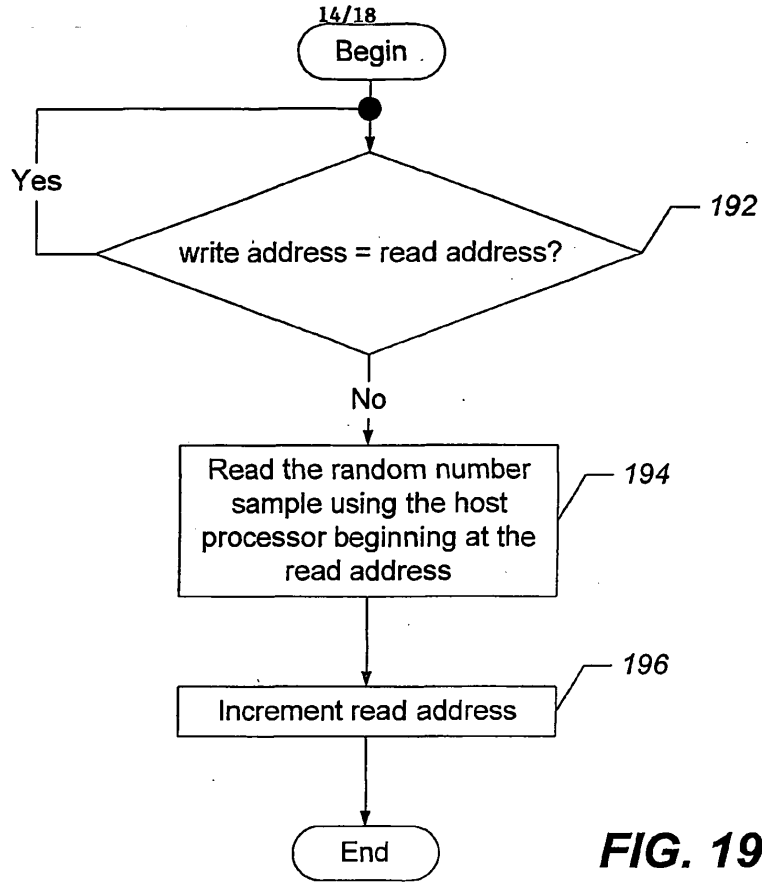 14/18
Begin
Yes
192
write address = read address?
No
Read the random number
sample using the host
processor beginning at the
read address
194
196
Increment read address
End
FIG. 19